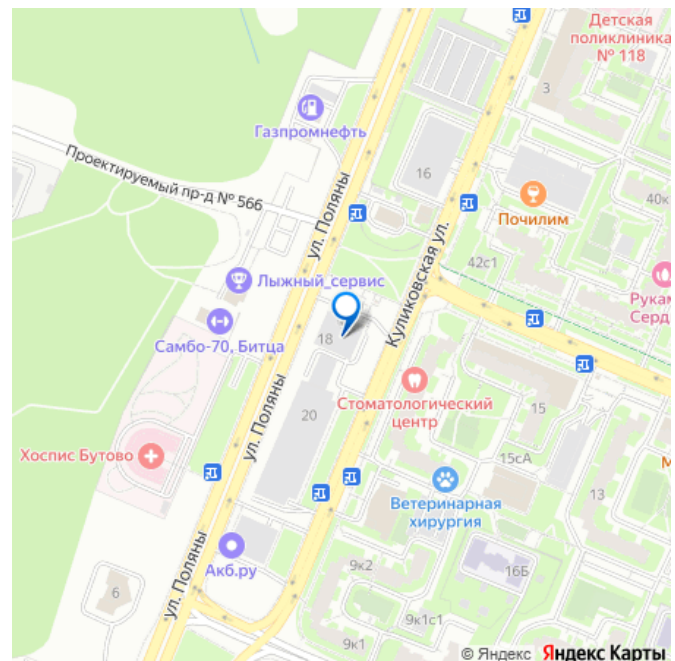 Детская
поликлиника
№ 118
3
Газпромнефть
16
Проектируемый пр-д № 566
ул. Поляны
40к
Почилим
Куликовская ул.
42с1
Лыжный_сервис
Рукам
Серд
18
Самбо-70, Битца
Стоматологический
центр
15
ул. Поляны
20
Хоспис Бутово
15сА
М
13
Ветеринарная
хирургия
ул. Поляны
Акб.ру
9к2
16Б
6
9к1с1
9к1
© Яндекс Яндекс Карты